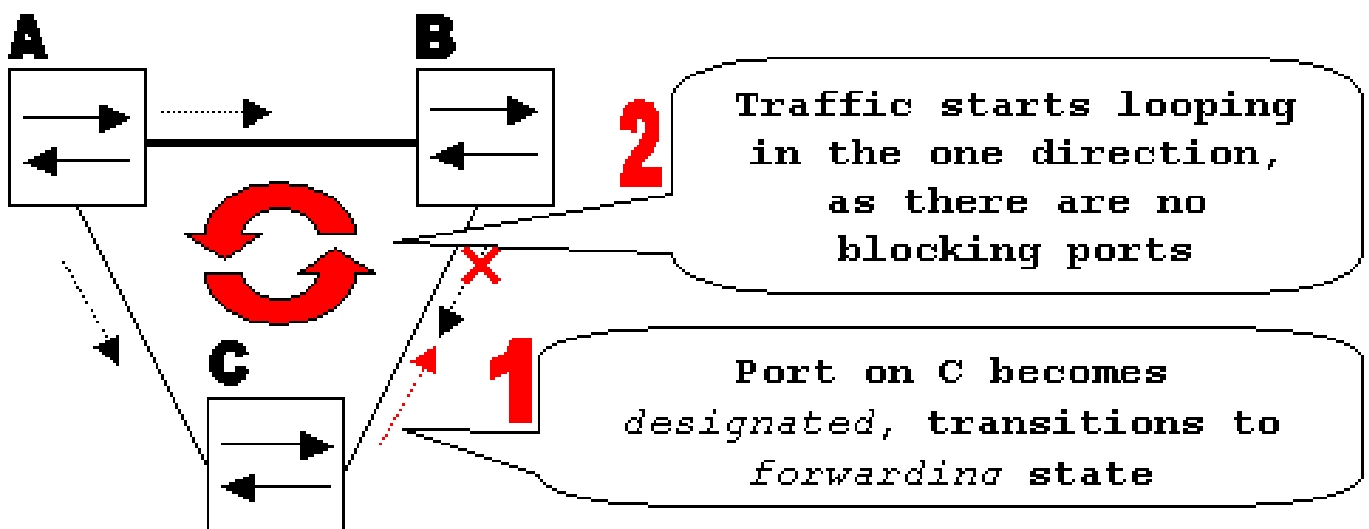 A
B
2
Traffic starts looping
in the one direction,
as there are no
blocking ports
C
1
Port on C becomes
designated, transitions to
forwarding state